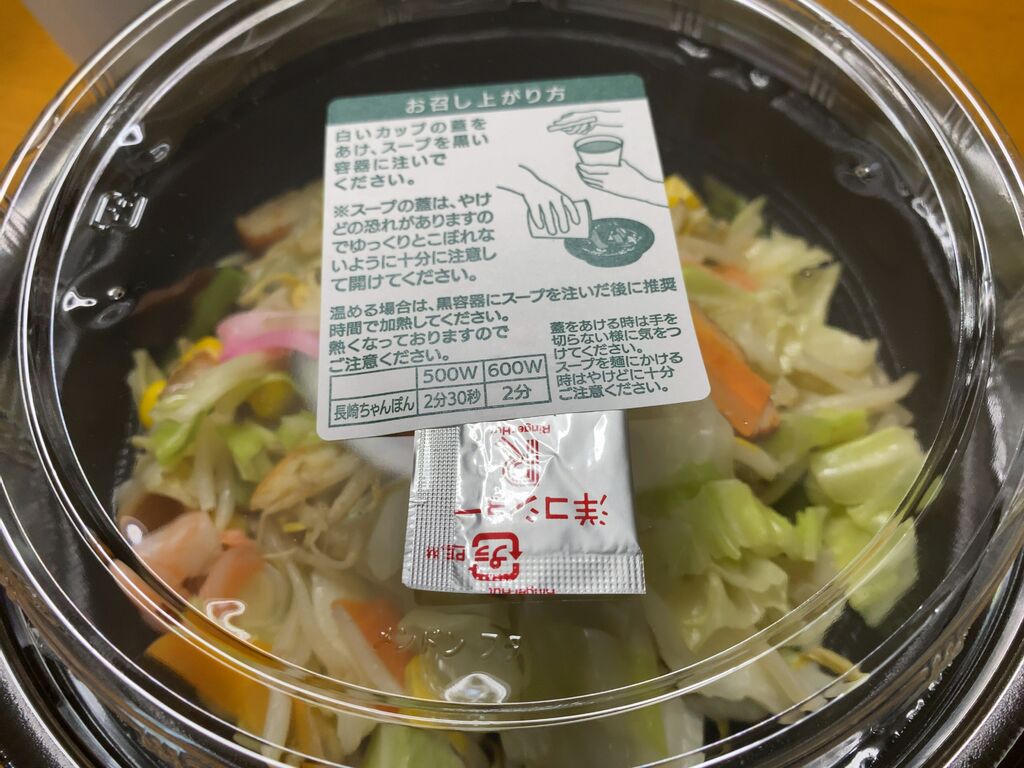 お召し上がり方
白いカップの蓋を
あけ、スープを黒い
容器に注いで
ください。
※スープの蓋は、やけ
どの恐れがありますの
でゆっくりとこぼれな
いように十分に注意し
て開けてください。
温める場合は、黒容器にスープを注いだ後に推奨
時間で加熱してください。
熱くなっておりますので
ご注意ください。
蓋をあける時は手を
切らない様に気をつ
けてください。
スープを麺にかける
時はやけどに十分
ご注意ください。
500W 600W
長崎ちゃんぽん 2分30秒 2分
洋コショー
プラ
Ringer Hut